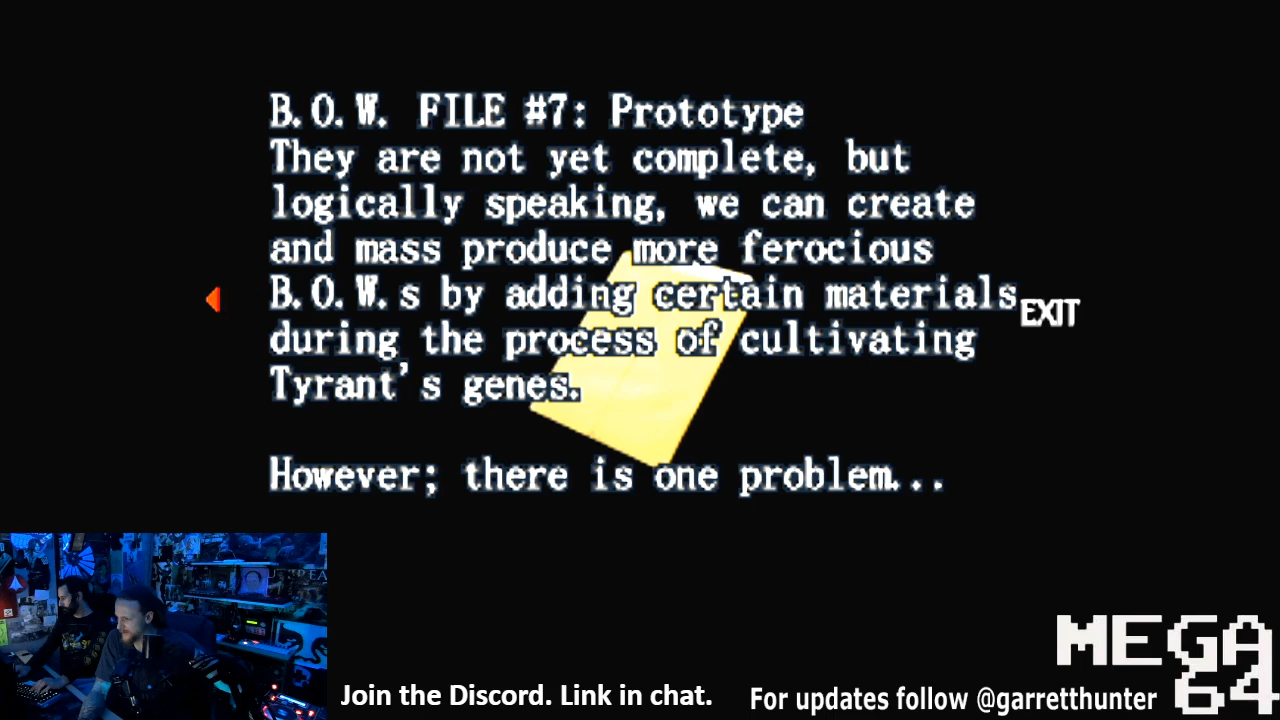 B.O.W. FILE #7: Prototype
They are not yet complete, but
logically speaking, we can create
and mass produce more ferocious
B.O.W.s by adding certain materials
during the process of cultivating
Tyrant's genes.
However; there is one problem...
EXIT
Join the Discord. Link in chat.
For updates follow @garretthunter
MEGA
64